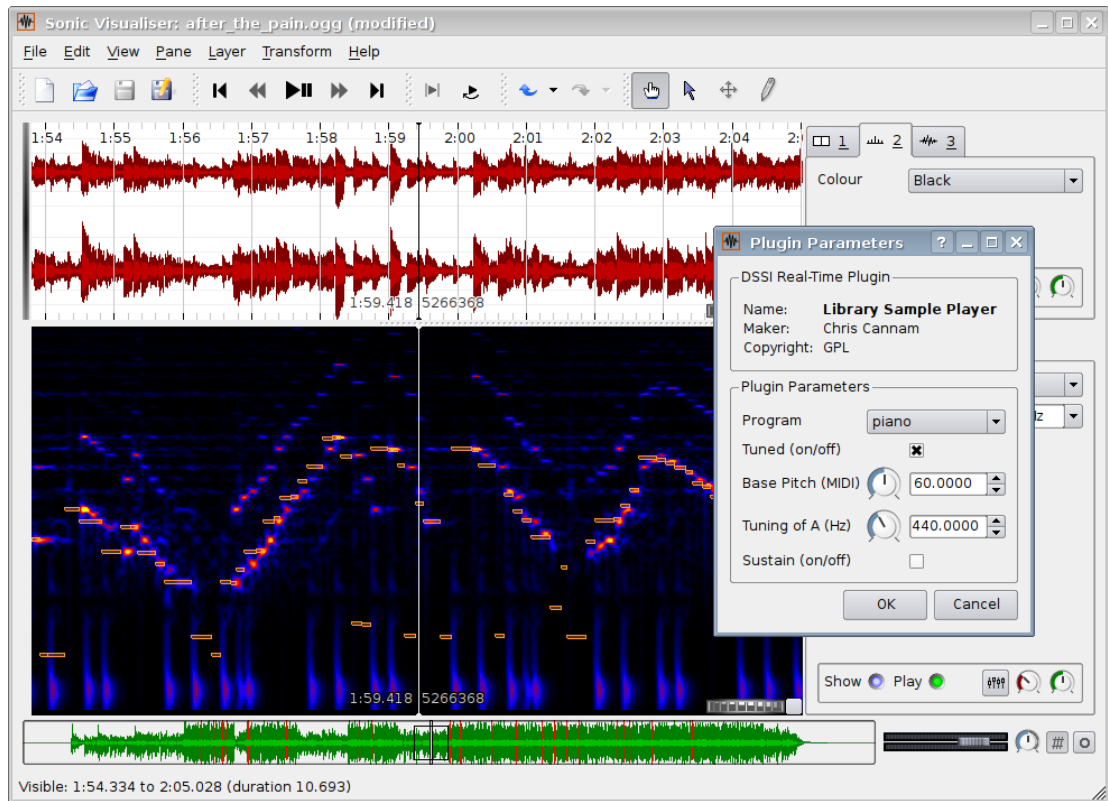 Sonic Visualiser: after_the_pain.ogg (modified)
File Edit View Pane Layer Transform Help
1:54 1:55 1:56 1:57 1:58 1:59 2:00 2:01 2:02 2:03 2:04
1 2 3
Colour Black
1:59.418 5266368
Plugin Parameters
DSSI Real-Time Plugin
Name: Library Sample Player
Maker: Chris Cannam
Copyright: GPL
Plugin Parameters
Program piano
Tuned (on/off)
Base Pitch (MIDI) 60.0000
Tuning of A (Hz) 440.0000
Sustain (on/off)
OK Cancel
1:59.418 5266368
Show Play
Visible: 1:54.334 to 2:05.028 (duration 10.693)